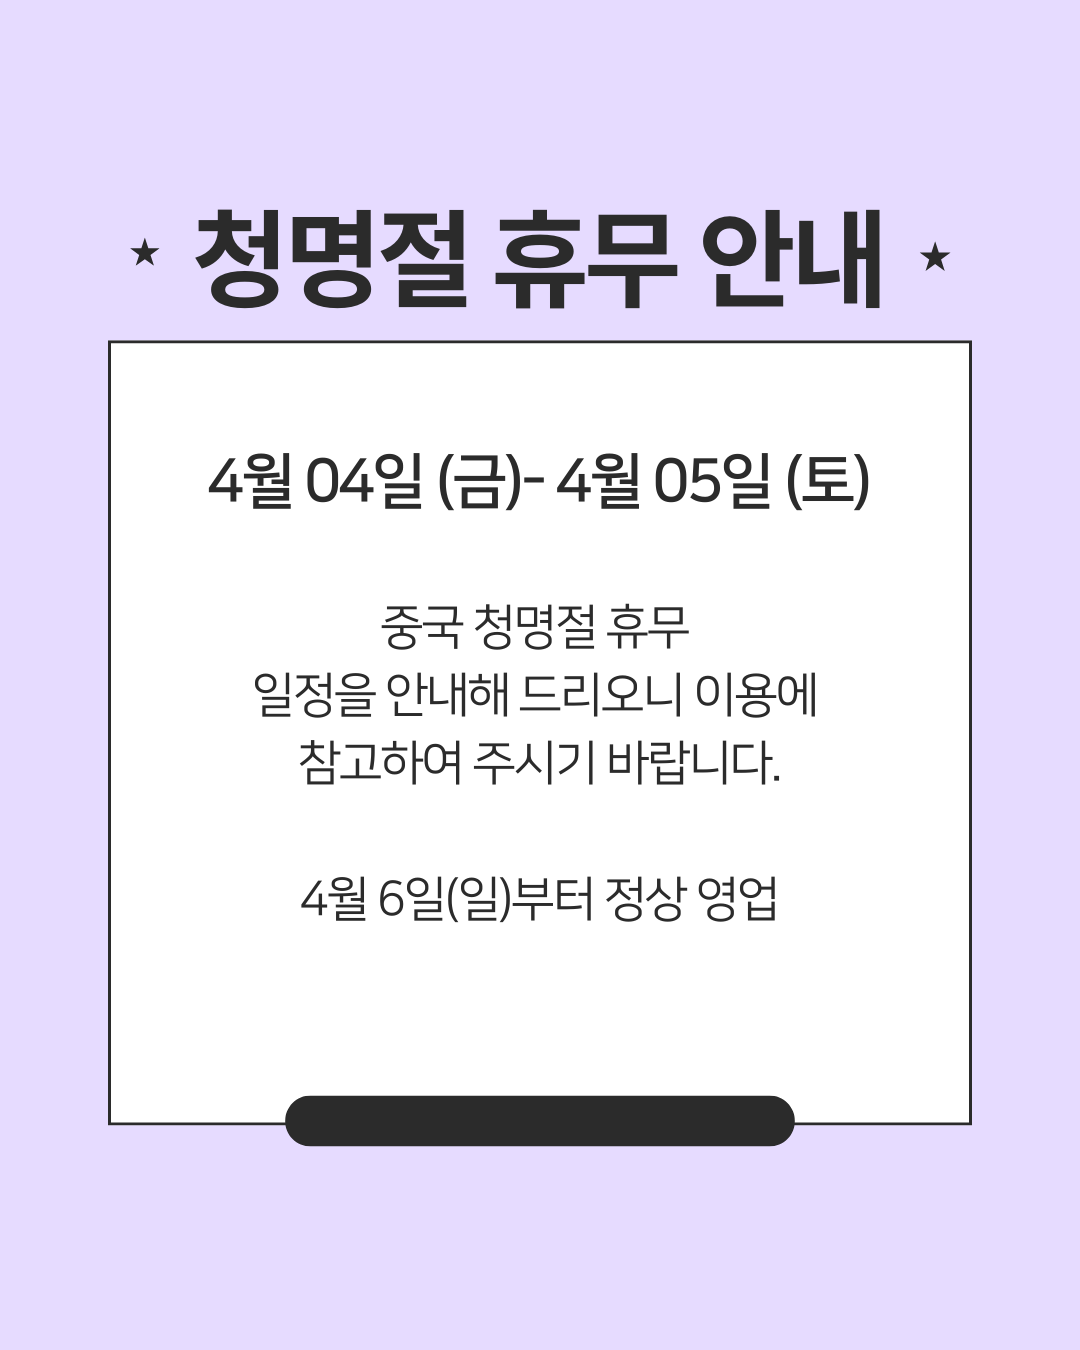 ★ 청명절 휴무 안내 ★
4월 04일 (금)- 4월 05일 (토)
중국 청명절 휴무
일정을 안내해 드리오니 이용에
참고하여 주시기 바랍니다.
4월 6일(일)부터 정상 영업